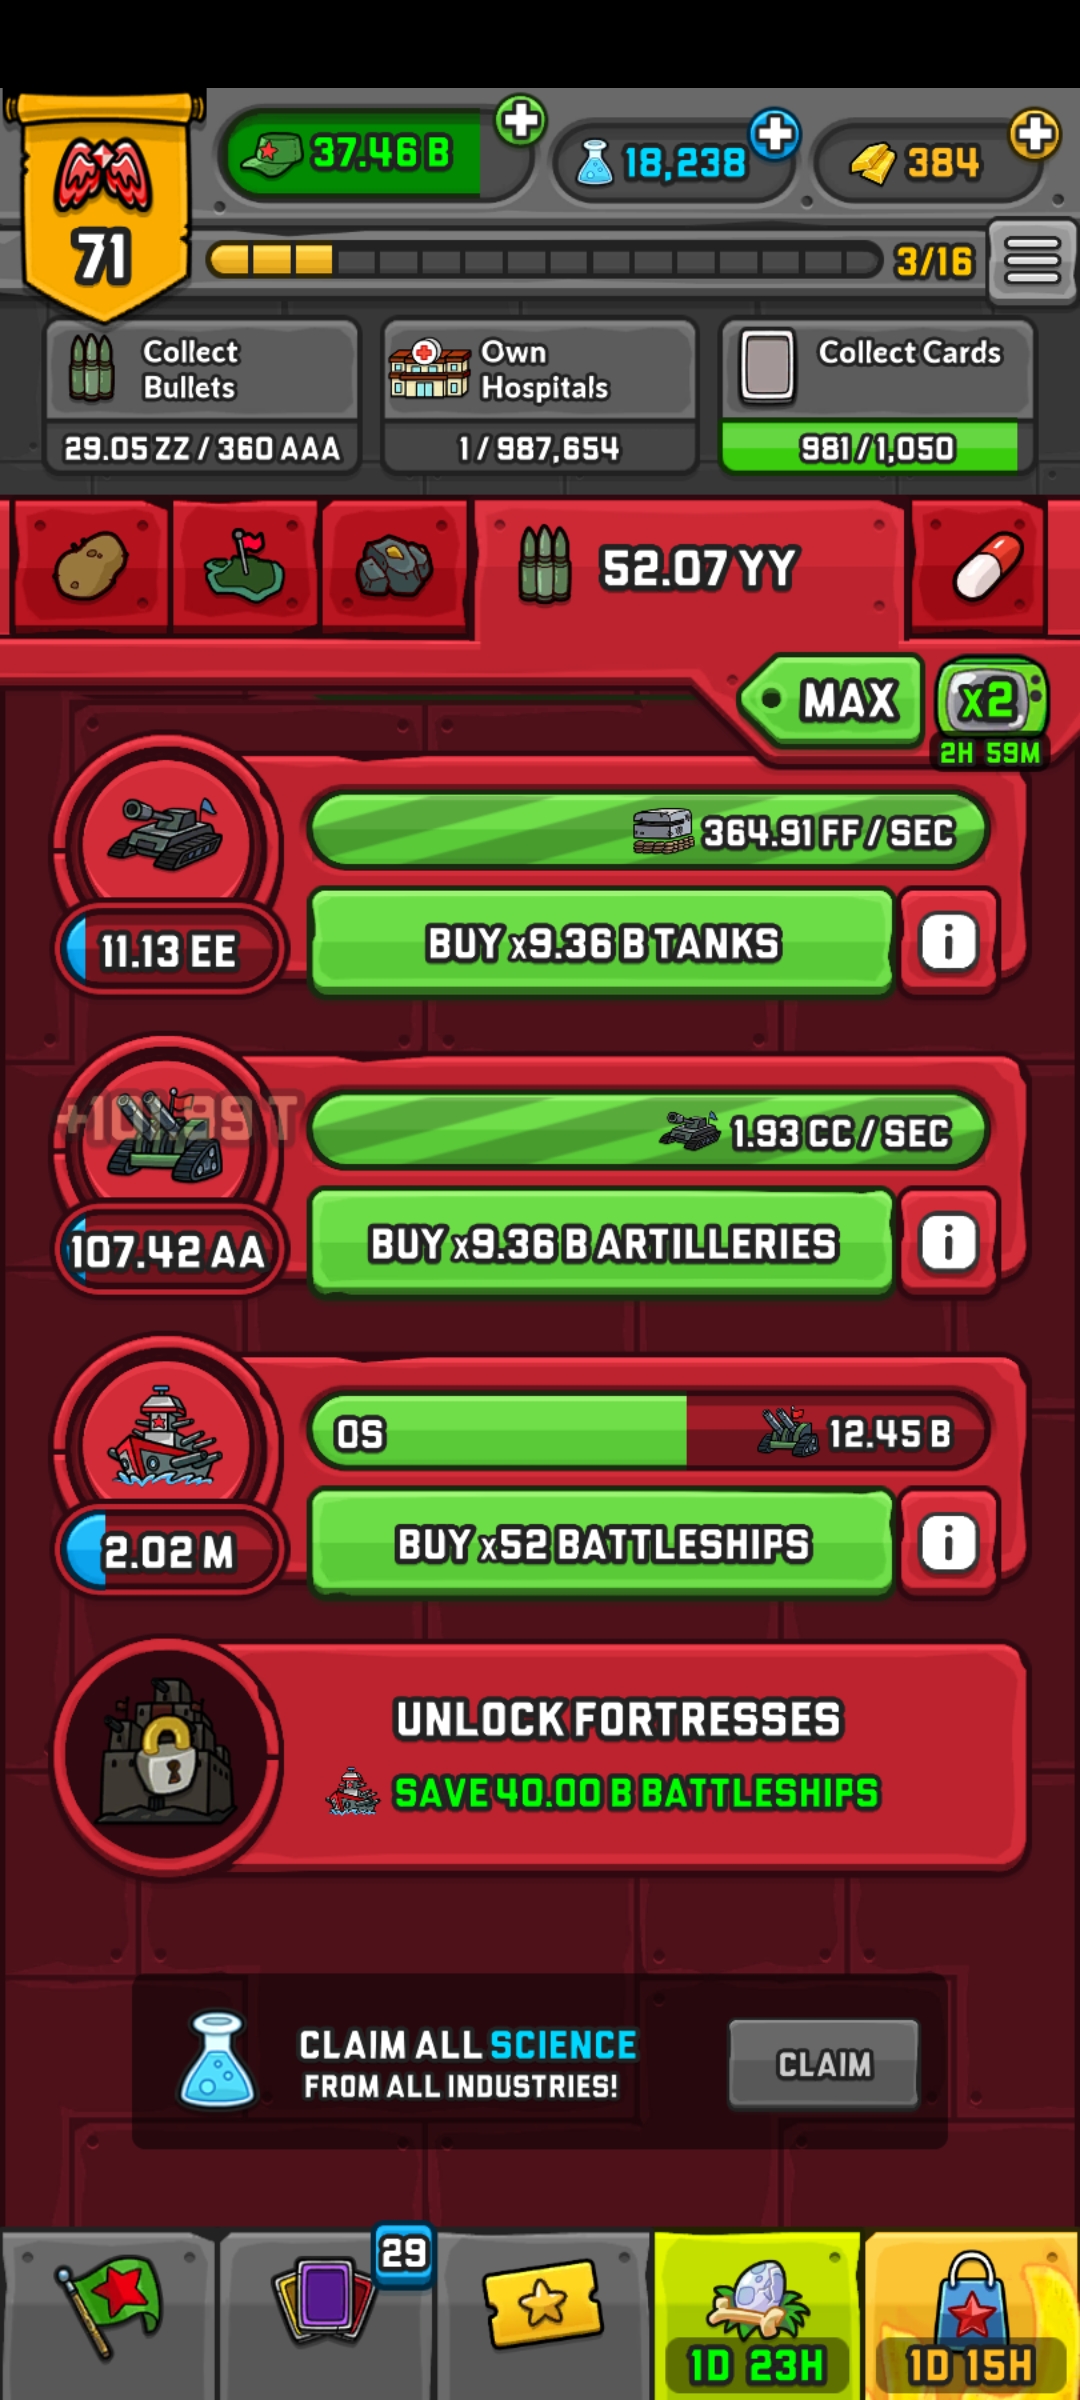 37.46 B
18,238
384
71
3/16
Collect
Bullets
29.05 ZZ / 360 AAA
Own
Hospitals
1 / 987,654
Collect Cards
981 / 1,050
52.07 YY
MAX
x2
2H 59M
364.91 FF / SEC
11.13 EE
BUY x9.36 B TANKS
i
1.93 CC / SEC
107.42 AA
BUY x9.36 B ARTILLERIES
i
0S
12.45 B
2.02 M
BUY x52 BATTLESHIPS
i
UNLOCK FORTRESSES
SAVE 40.00 B BATTLESHIPS
CLAIM ALL SCIENCE
FROM ALL INDUSTRIES!
CLAIM
29
1D 23H
1D 15H